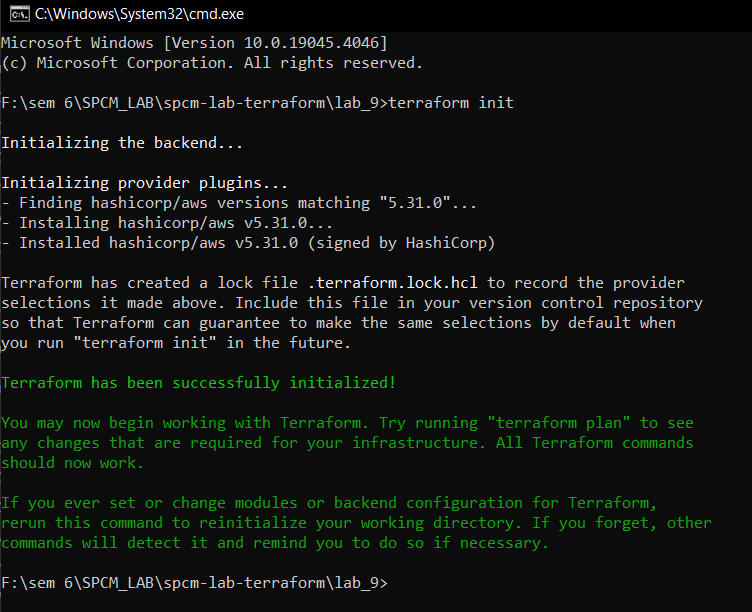 C:\Windows\System32\cmd.exe
Microsoft Windows [Version 10.0.19045.4046]
(c) Microsoft Corporation. All rights reserved.
F:\sem 6\SPCM_LAB\spcm-lab-terraform\lab_9>terraform init
Initializing the backend...
Initializing provider plugins...
- Finding hashicorp/aws versions matching "5.31.0"...
- Installing hashicorp/aws v5.31.0...
- Installed hashicorp/aws v5.31.0 (signed by HashiCorp)
Terraform has created a lock file .terraform.lock.hcl to record the provider
selections it made above. Include this file in your version control repository
so that Terraform can guarantee to make the same selections by default when
you run "terraform init" in the future.
Terraform has been successfully initialized!
You may now begin working with Terraform. Try running "terraform plan" to see
any changes that are required for your infrastructure. All Terraform commands
should now work.
If you ever set or change modules or backend configuration for Terraform,
rerun this command to reinitialize your working directory. If you forget, other
commands will detect it and remind you to do so if necessary.
F:\sem 6\SPCM_LAB\spcm-lab-terraform\lab_9>